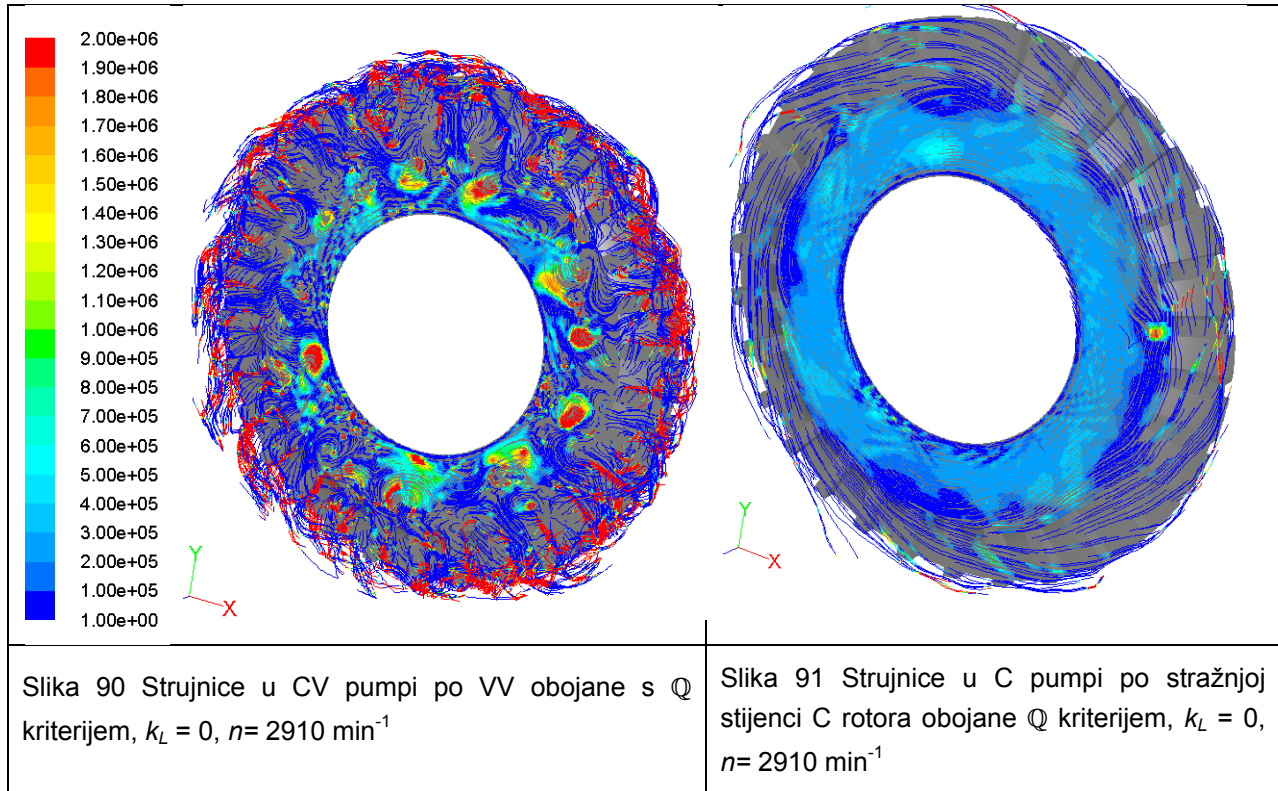 2.00e+06
1.90e+06
1.80e+06
1.70e+06
1.60e+06
1.50e+06
1.40e+06
1.30e+06
1.20e+06
1.10e+06
1.00e+06
9.00e+05
8.00e+05
7.00e+05
6.00e+05
5.00e+05
4.00e+05
3.00e+05
2.00e+05
1.00e+05
1.00e+00
Y
X
Y
X
Slika 90 Strujnice u CV pumpi po VV obojane s ℚ
kriterijem, k_L = 0, n= 2910 min⁻¹
Slika 91 Strujnice u C pumpi po stražnjoj
stijenci C rotora obojane ℚ kriterijem, k_L = 0,
n= 2910 min⁻¹